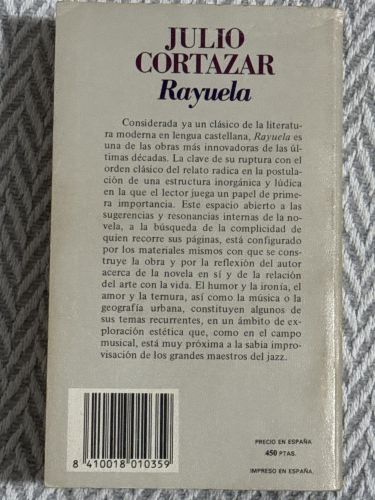 JULIO
CORTAZAR
Rayuela
Considerada ya un clásico de la literatu-
ra moderna en lengua castellana, Rayuela es
una de las obras más innovadoras de las úl-
timas décadas. La clave de su ruptura con el
orden clásico del relato radica en la postula-
ción de una estructura inorgánica y lúdica
en la que el lector juega un papel de prime-
ra importancia. Este espacio abierto a las
sugerencias y resonancias internas de la no-
vela, a la búsqueda de la complicidad de
quien recorre sus páginas, está configurado
por los materiales mismos con que se cons-
truye la obra y por la reflexión del autor
acerca de la novela en sí y de la relación
del arte con la vida. El humor y la ironía, el
amor y la ternura, así como la música o la
geografía urbana, constituyen algunos de
sus temas recurrentes, en un ámbito de ex-
ploración estética que, como en el campo
musical, está muy próxima a la sabia impro-
visación de los grandes maestros del jazz.
8 410018 010359
PRECIO EN ESPAÑA
450 PTAS.
IMPRESO EN ESPAÑA.